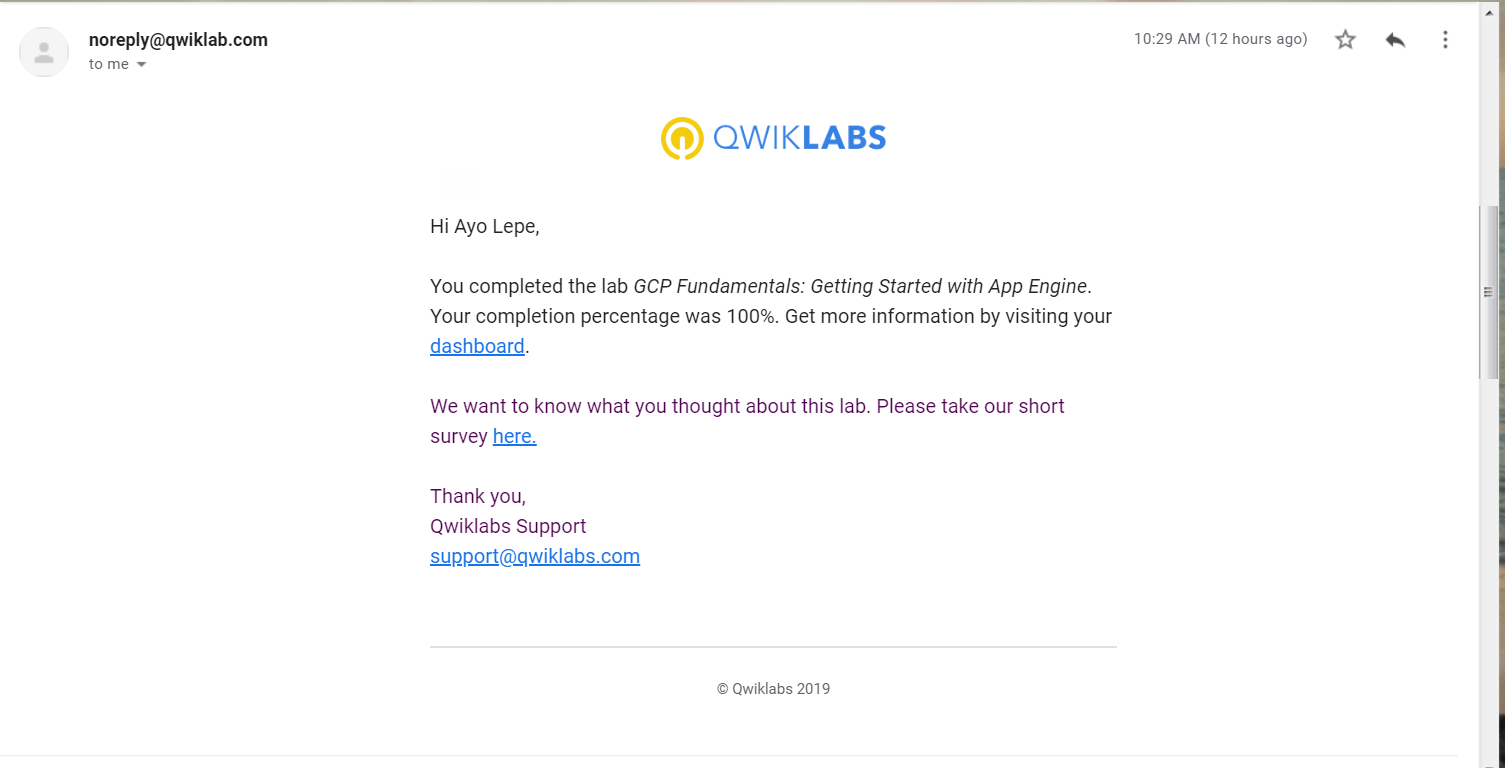 noreply@qwiklab.com
10:29 AM (12 hours ago)
to me
QWIKLABS
Hi Ayo Lepe,
You completed the lab GCP Fundamentals: Getting Started with App Engine.
Your completion percentage was 100%. Get more information by visiting your
dashboard.
We want to know what you thought about this lab. Please take our short
survey here.
Thank you,
Qwiklabs Support
support@qwiklabs.com
© Qwiklabs 2019